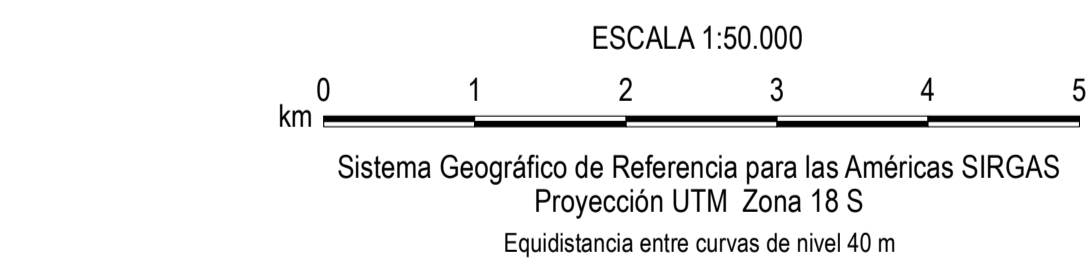 ESCALA 1:50.000
0 1 2 3 4 5
km
Sistema Geográfico de Referencia para las Américas SIRGAS
Proyección UTM Zona 18 S
Equidistancia entre curvas de nivel 40 m